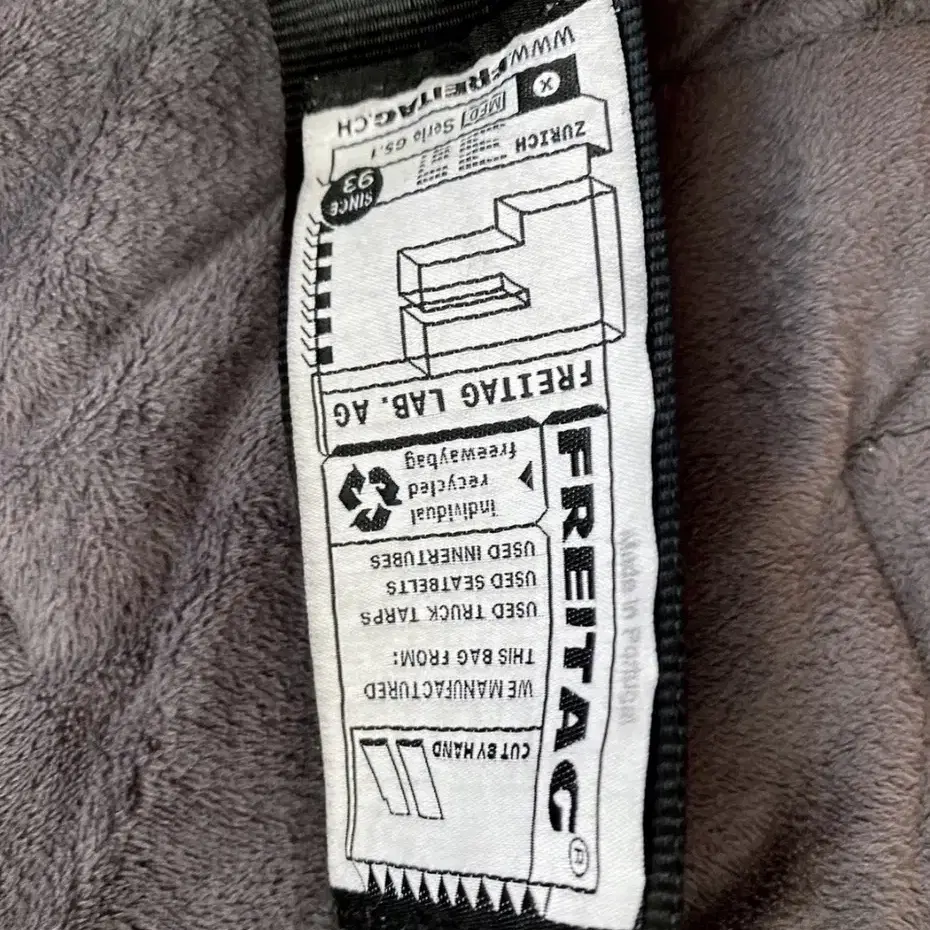 FREITAG®
CUT BY HAND
WE MANUFACTURED
THIS BAG FROM:
USED TRUCK TARPS
USED SEATBELTS
USED INNERTUBES
individual
recycled
freewaybag
FREITAG LAB. AG
F
SINCE
93
ZURICH
X MED Serie G5.1
WWW.FREITAG.CH
Made in Portugal